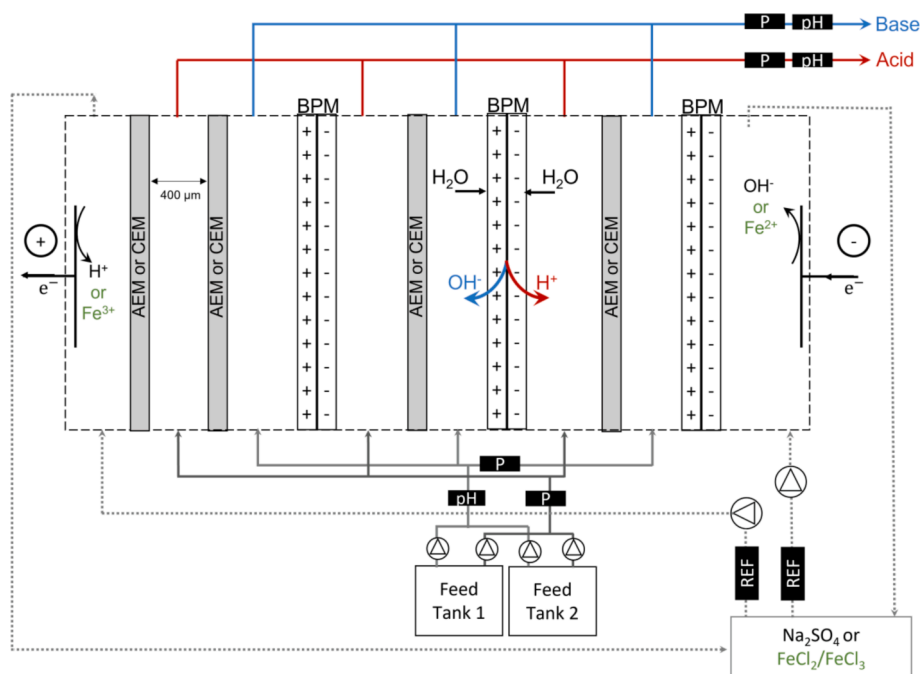 P pH Base
P pH Acid
BPM BPM BPM
+ - + - + -
+ - + - + -
+ - + - + -
+ - + - + -
+ - + - + -
+ - + - + -
+ - + - + -
+ - + - + -
+ - + - + -
+ - + - + -
+ - + - + -
+ - + - + -
+ - + - + -
400 μm
H₂O H₂O
AEM or CEM
AEM or CEM
AEM or CEM
AEM or CEM
+
e⁻
H⁺
or
Fe³⁺
OH⁻ H⁺
OH⁻
or
Fe²⁺
-
e⁻
P
pH P
Feed
Tank 1
Feed
Tank 2
REF REF
Na₂SO₄ or
FeCl₂/FeCl₃